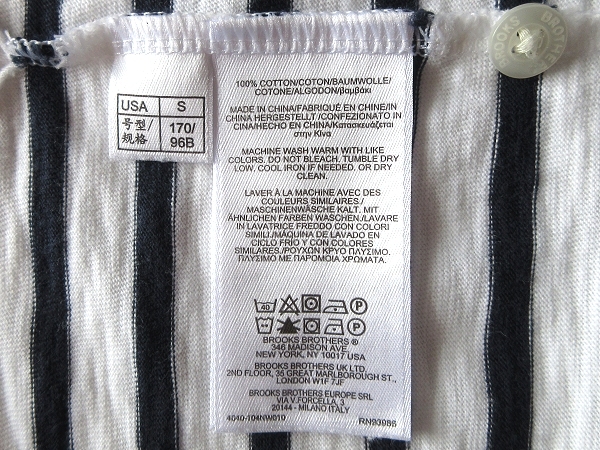 BROOKS BROTHERS
USA S
号型/规格 170/96B
100% COTTON/COTON/BAUMWOLLE/
COTONE/ALGODON/βαμβάκι
MADE IN CHINA/FABRIQUÉ EN CHINE/IN
CHINA HERGESTELLT /CONFEZIONATO IN
CINA/HECHO EN CHINA/Κατασκευάζεται
στην Κίνα
MACHINE WASH WARM WITH LIKE
COLORS. DO NOT BLEACH. TUMBLE DRY
LOW. COOL IRON IF NEEDED. OR DRY
CLEAN.
LAVER À LA MACHINE AVEC DES
COULEURS SIMILAIRES./
MASCHINENWÄSCHE KALT. MIT
ÄHNLICHEN FARBEN WASCHEN./LAVARE
IN LAVATRICE FREDDO CON COLORI
SIMILI./MÁQUINA DE LAVADO EN
CICLO FRÍO Y CON COLORES
SIMILARES./ΡΟΥΧΩΝ ΚΡΥΟ ΠΛΥΣΙΜΟ.
ΠΛΥΣΙΜΟ ΜΕ ΠΑΡΟΜΟΙΑ ΧΡΩΜΑΤΑ.
BROOKS BROTHERS ®
346 MADISON AVE.
NEW YORK, NY 10017 USA
BROOKS BROTHERS UK LTD
2ND FLOOR, 35 GREAT MARLBOROUGH ST.,
LONDON W1F 7JF
BROOKS BROTHERS EUROPE SRL
VIA V.FORCELLA, 3
20144 - MILANO ITALY
4040-104NW010 RN93986